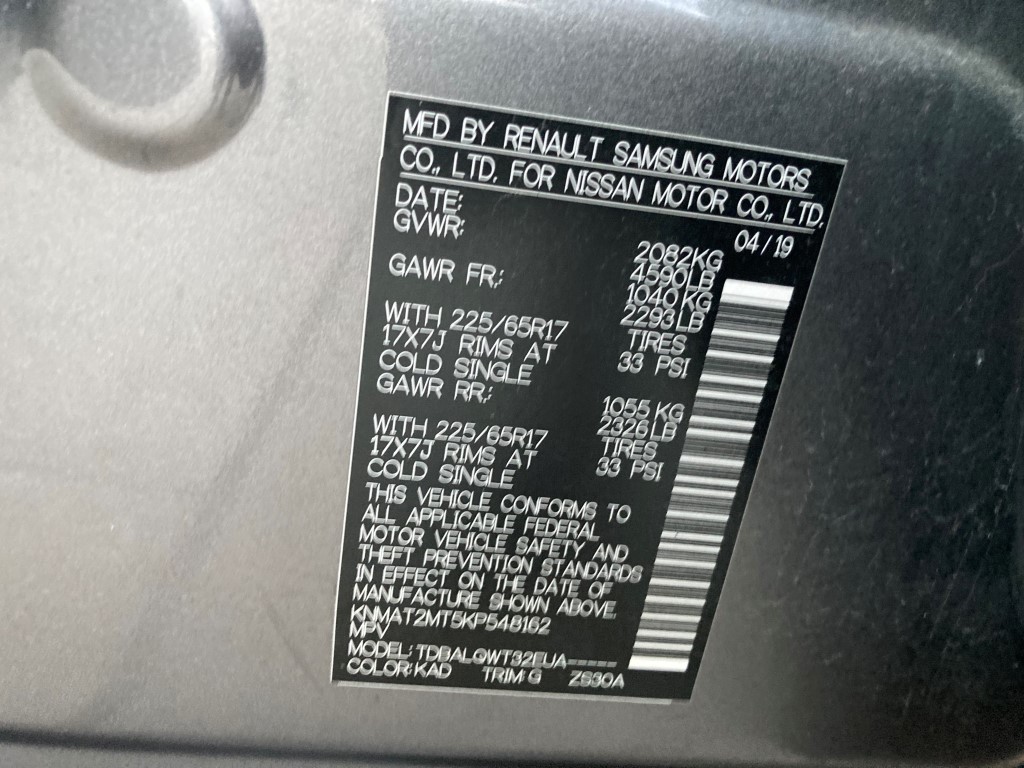 MFD BY RENAULT SAMSUNG MOTORS
CO., LTD. FOR NISSAN MOTOR CO., LTD.
DATE: 04/19
GVWR: 2082KG
4590LB
GAWR FR: 1040KG
2293LB
WITH 225/65R17 TIRES
17X7J RIMS AT 33 PSI
COLD SINGLE
GAWR RR: 1055KG
2326LB
WITH 225/65R17 TIRES
17X7J RIMS AT 33 PSI
COLD SINGLE
THIS VEHICLE CONFORMS TO
ALL APPLICABLE FEDERAL
MOTOR VEHICLE SAFETY AND
THEFT PREVENTION STANDARDS
IN EFFECT ON THE DATE OF
MANUFACTURE SHOWN ABOVE.
KNMAT2MT5KP548162
MPV
MODEL: TDBALQWT32EUA-----
COLOR: KAD TRIM: G ZS30A